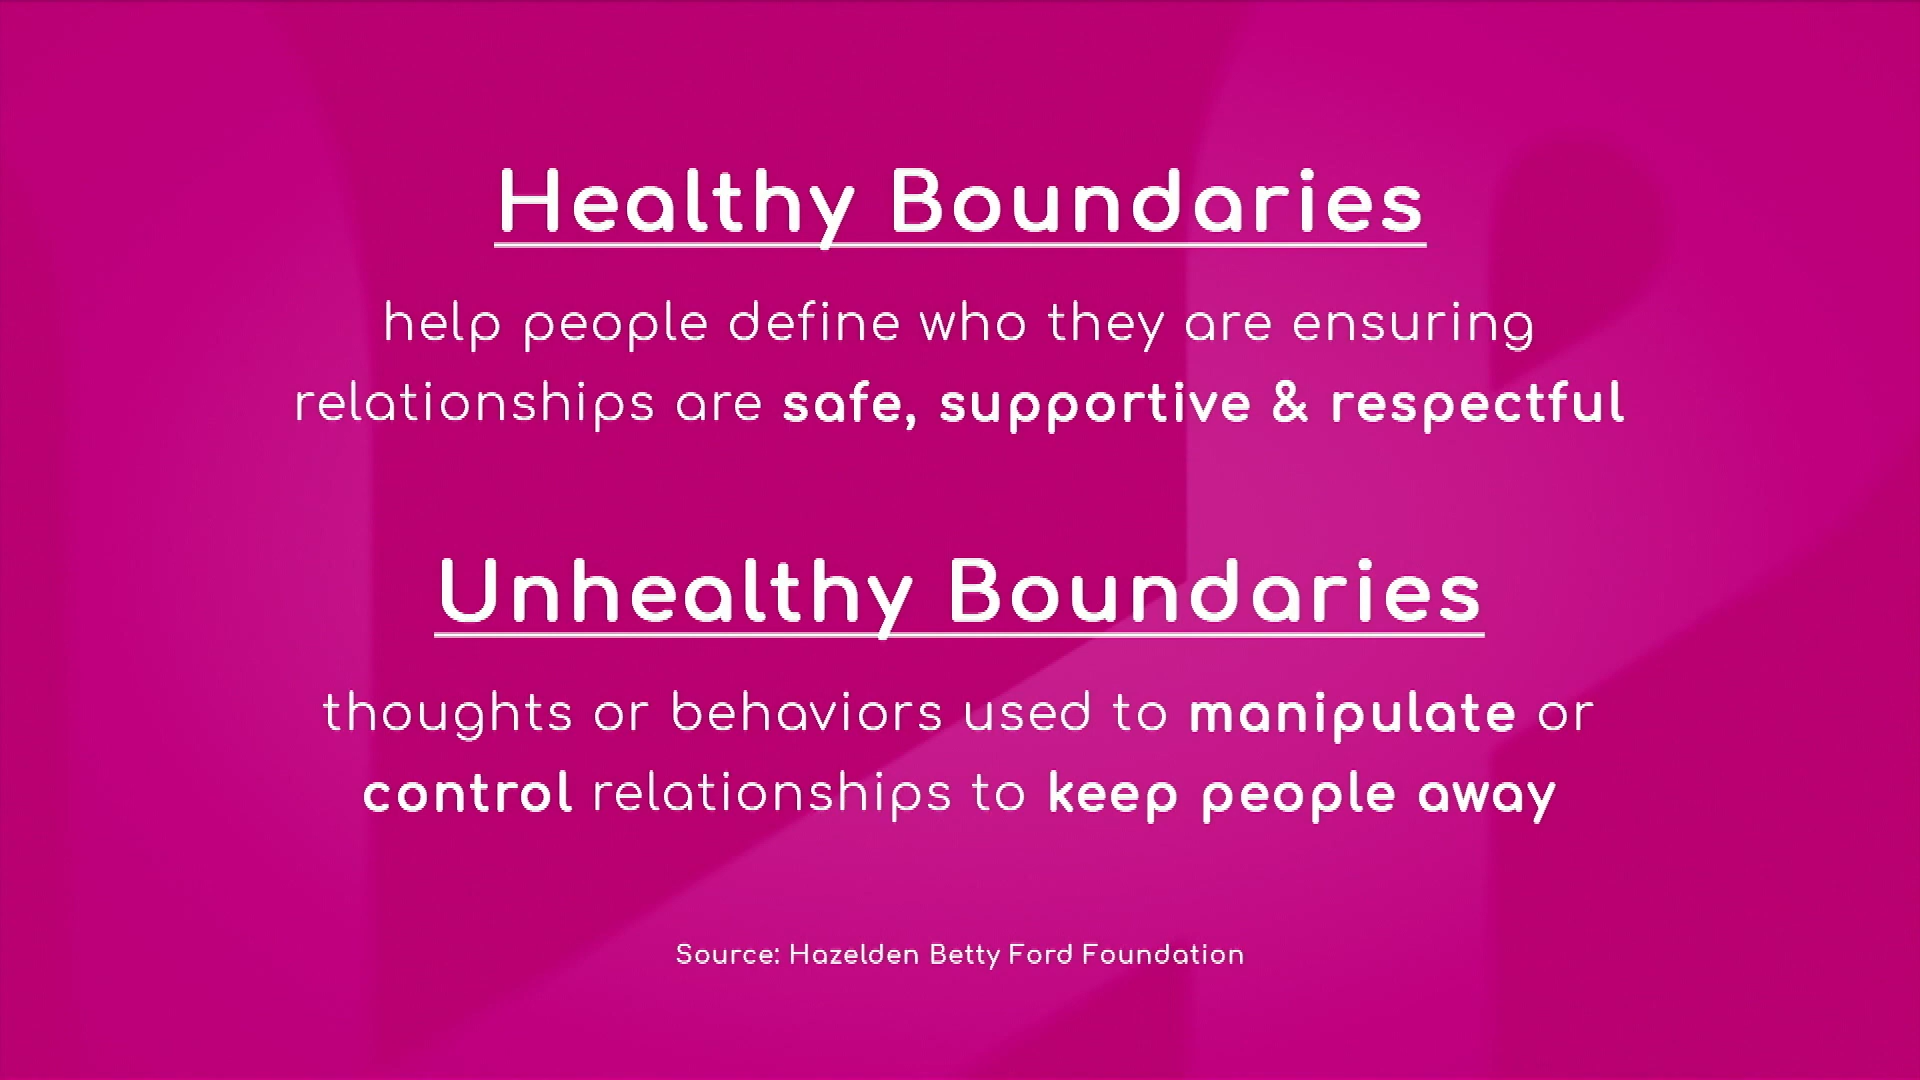 Healthy Boundaries
help people define who they are ensuring
relationships are safe, supportive & respectful
Unhealthy Boundaries
thoughts or behaviors used to manipulate or
control relationships to keep people away
Source: Hazelden Betty Ford Foundation